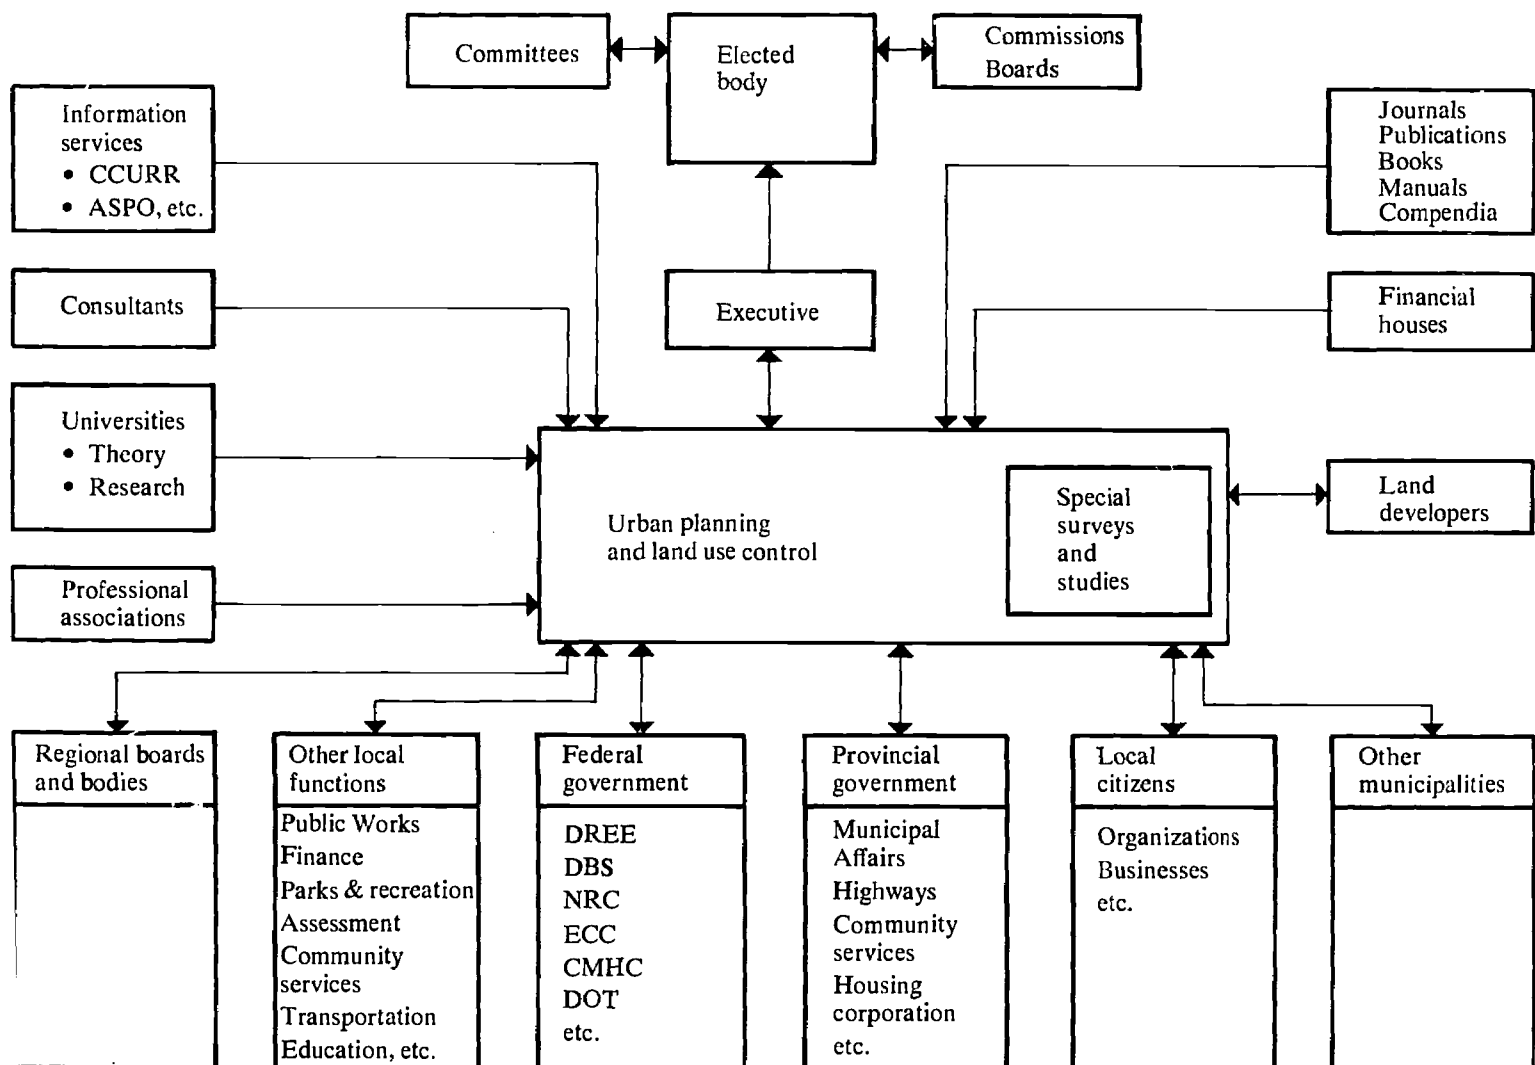 Committees
Elected
body
Commissions
Boards
Information
services
• CCURR
• ASPO, etc.
Journals
Publications
Books
Manuals
Compendia
Consultants
Executive
Financial
houses
Universities
• Theory
• Research
Urban planning
and land use control
Special
surveys
and
studies
Land
developers
Professional
associations
Regional boards
and bodies
Other local
functions
Public Works
Finance
Parks & recreation
Assessment
Community
services
Transportation
Education, etc.
Federal
government
DREE
DBS
NRC
ECC
CMHC
DOT
etc.
Provincial
government
Municipal
Affairs
Highways
Community
services
Housing
corporation
etc.
Local
citizens
Organizations
Businesses
etc.
Other
municipalities